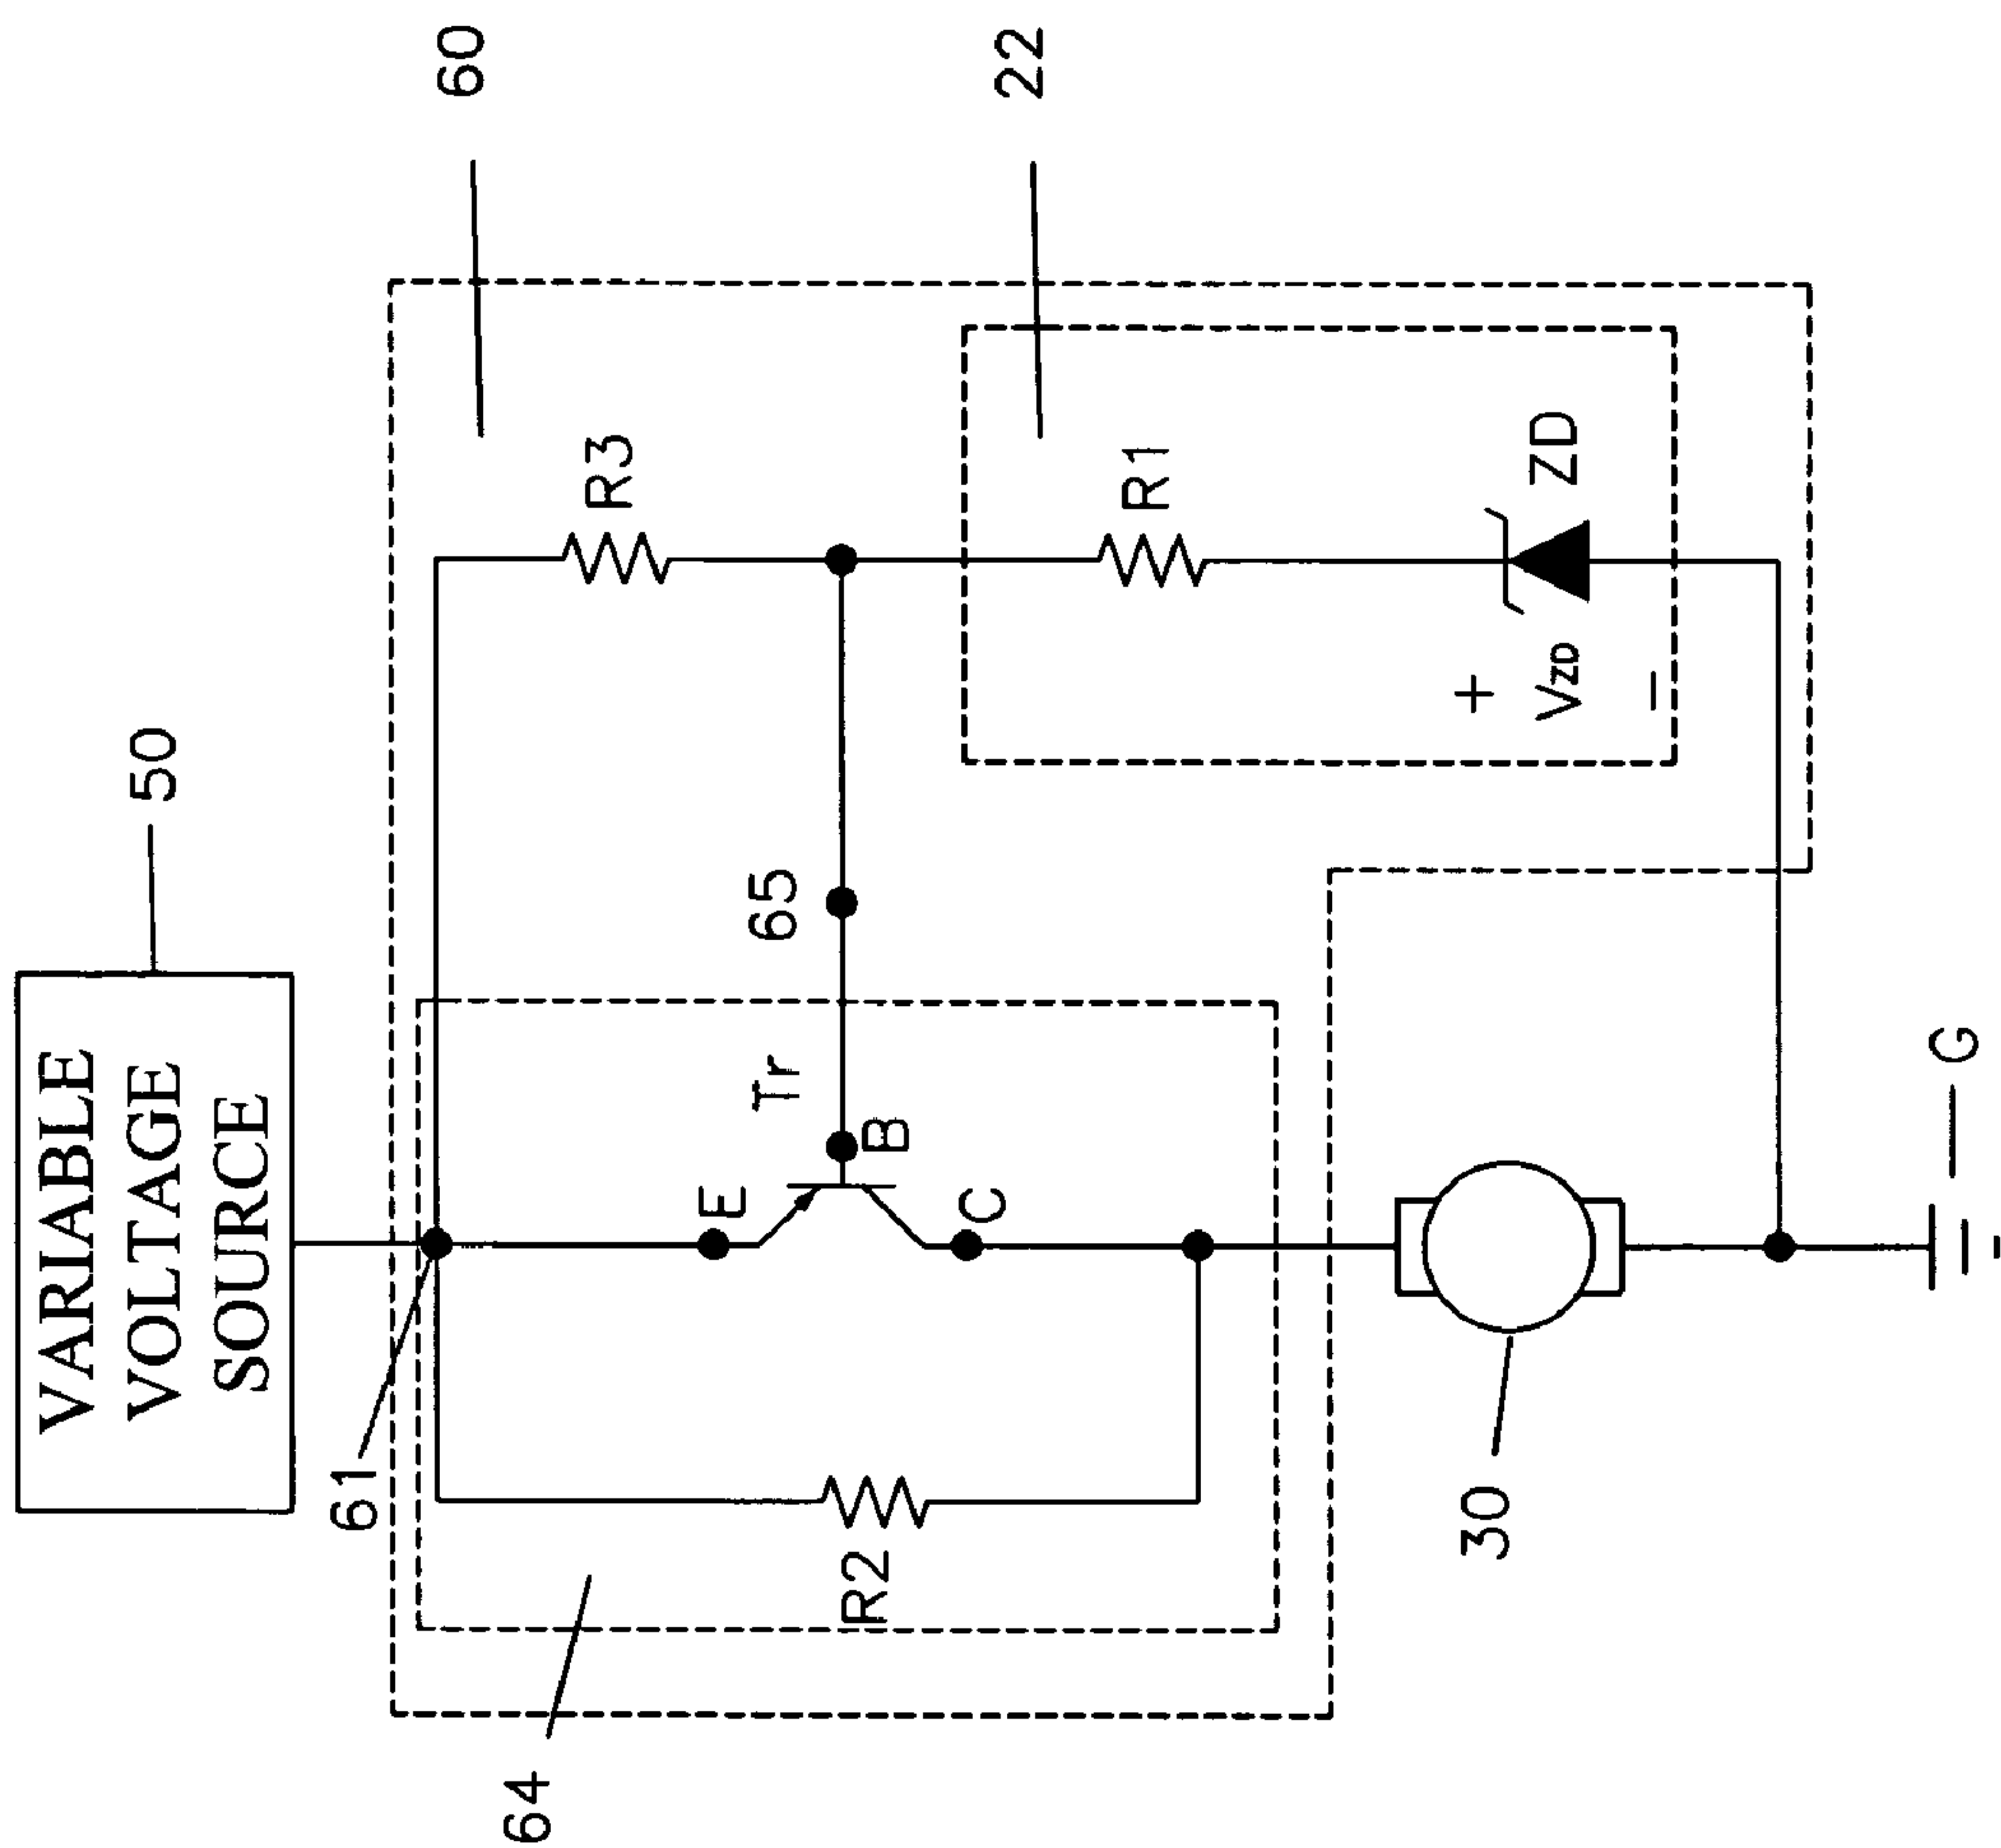 VARIABLE
VOLTAGE
SOURCE
50
60
22
61
64
R3
R1
ZD
+
VZD
−
65
Tr
E
B
C
R2
30
G